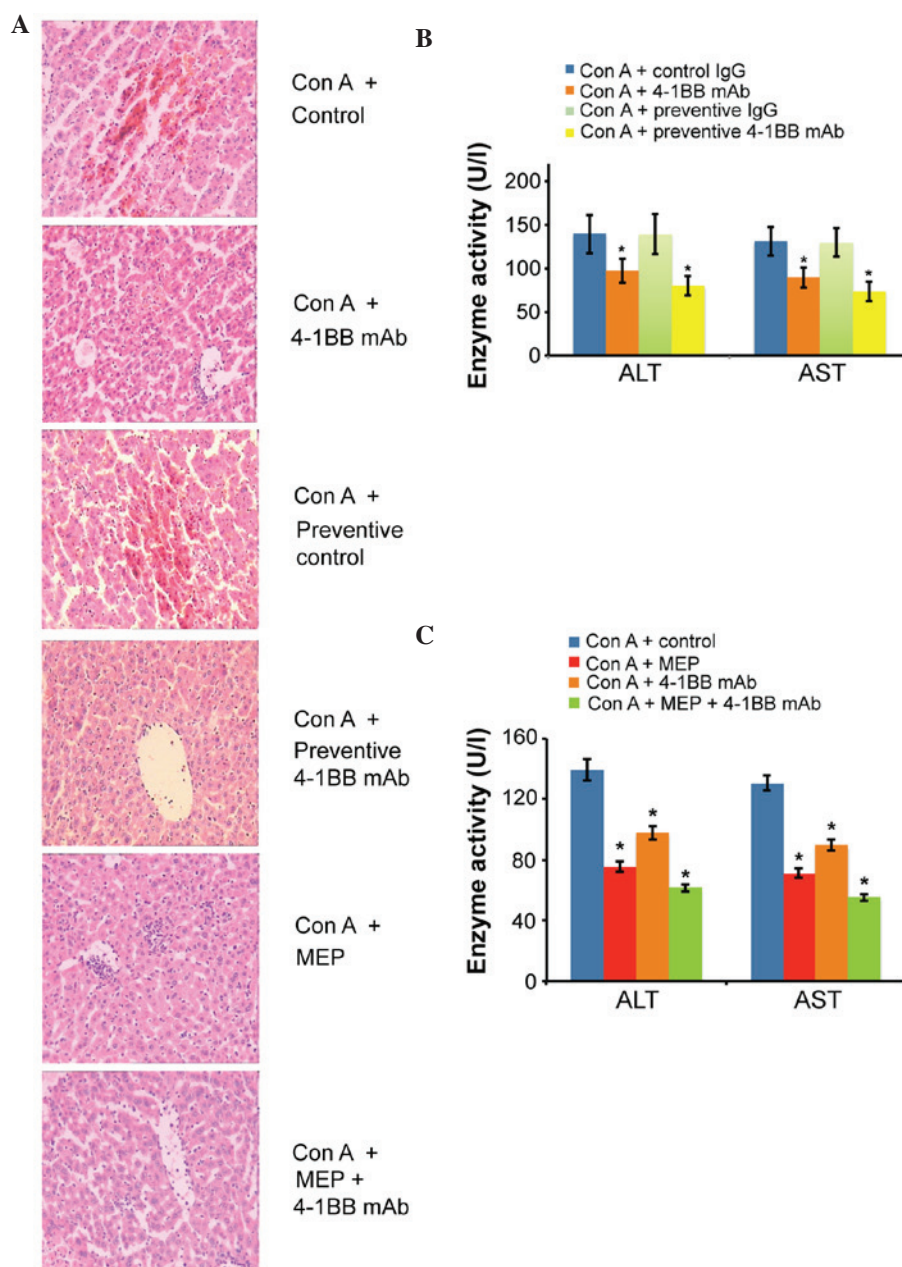 A
Con A +
Control
Con A +
4-1BB mAb
Con A +
Preventive
control
Con A +
Preventive
4-1BB mAb
Con A +
MEP
Con A +
MEP +
4-1BB mAb
B
Con A + control IgG
Con A + 4-1BB mAb
Con A + preventive IgG
Con A + preventive 4-1BB mAb
Enzyme activity (U/l)
200
150
100
50
0
* * * *
ALT AST
C
Con A + control
Con A + MEP
Con A + 4-1BB mAb
Con A + MEP + 4-1BB mAb
Enzyme activity (U/l)
160
120
80
40
0
* * * * * *
ALT AST